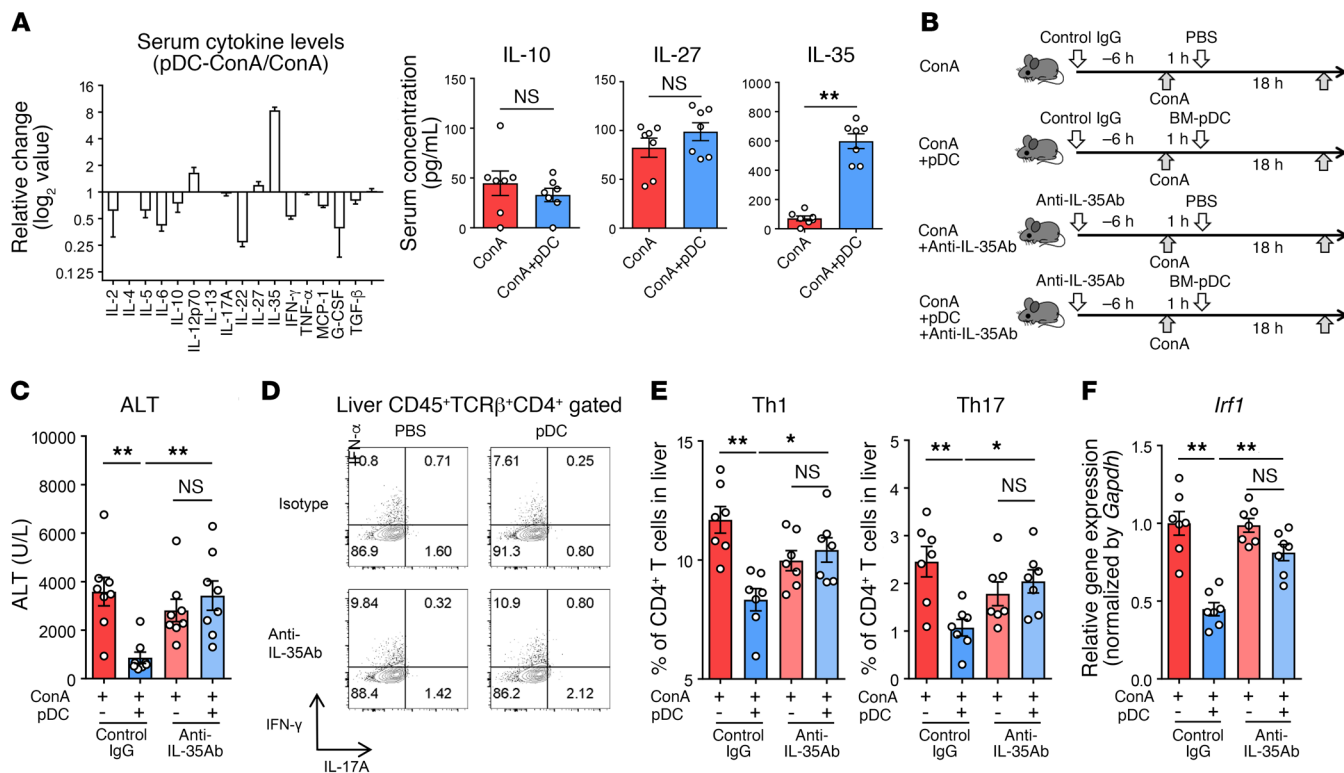 A
Serum cytokine levels
(pDC-ConA/ConA)
Relative change
(log2 value)
16
8
4
2
1
0.5
0.25
0.125
IL-2
IL-4
IL-5
IL-6
IL-10
IL-12p70
IL-13
IL-17A
IL-22
IL-27
IL-35
IFN-γ
TNF-α
MCP-1
G-CSF
TGF-β
Serum concentration
(pg/mL)
IL-10
150
100
50
0
NS
ConA
ConA+pDC
IL-27
150
100
50
0
NS
ConA
ConA+pDC
IL-35
1000
800
600
400
200
0
**
ConA
ConA+pDC
B
ConA
Control IgG
PBS
–6 h
1 h
ConA
18 h
ConA
+pDC
Control IgG
BM-pDC
–6 h
1 h
ConA
18 h
ConA
+Anti-IL-35Ab
Anti-IL-35Ab
PBS
–6 h
1 h
ConA
18 h
ConA
+pDC
+Anti-IL-35Ab
Anti-IL-35Ab
BM-pDC
–6 h
1 h
ConA
18 h
C
ALT
ALT (U/L)
10000
8000
6000
4000
2000
0
** **
NS
ConA + + + +
pDC - + - +
Control
IgG
Anti-
IL-35Ab
D
Liver CD45+TCRβ+CD4+ gated
PBS
pDC
IFN-α
Isotype
10.8 0.71
86.9 1.60
7.61 0.25
91.3 0.80
Anti-
IL-35Ab
9.84 0.32
88.4 1.42
10.9 0.80
86.2 2.12
IFN-γ
IL-17A
E
Th1
% of CD4+ T cells in liver
15
10
5
** *
NS
ConA + + + +
pDC - + - +
Control
IgG
Anti-
IL-35Ab
Th17
% of CD4+ T cells in liver
5
4
3
2
1
0
** *
NS
+ + + +
- + - +
Control
IgG
Anti-
IL-35Ab
F
Irf1
Relative gene expression
(normalized by Gapdh)
1.5
1.0
0.5
0.0
** **
NS
ConA + + + +
pDC - + - +
Control
IgG
Anti-
IL-35Ab